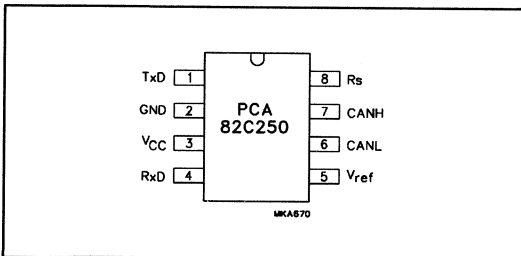 TxD 1
GND 2
VCC 3
RxD 4
PCA
82C250
8 Rs
7 CANH
6 CANL
5 Vref
MKA670